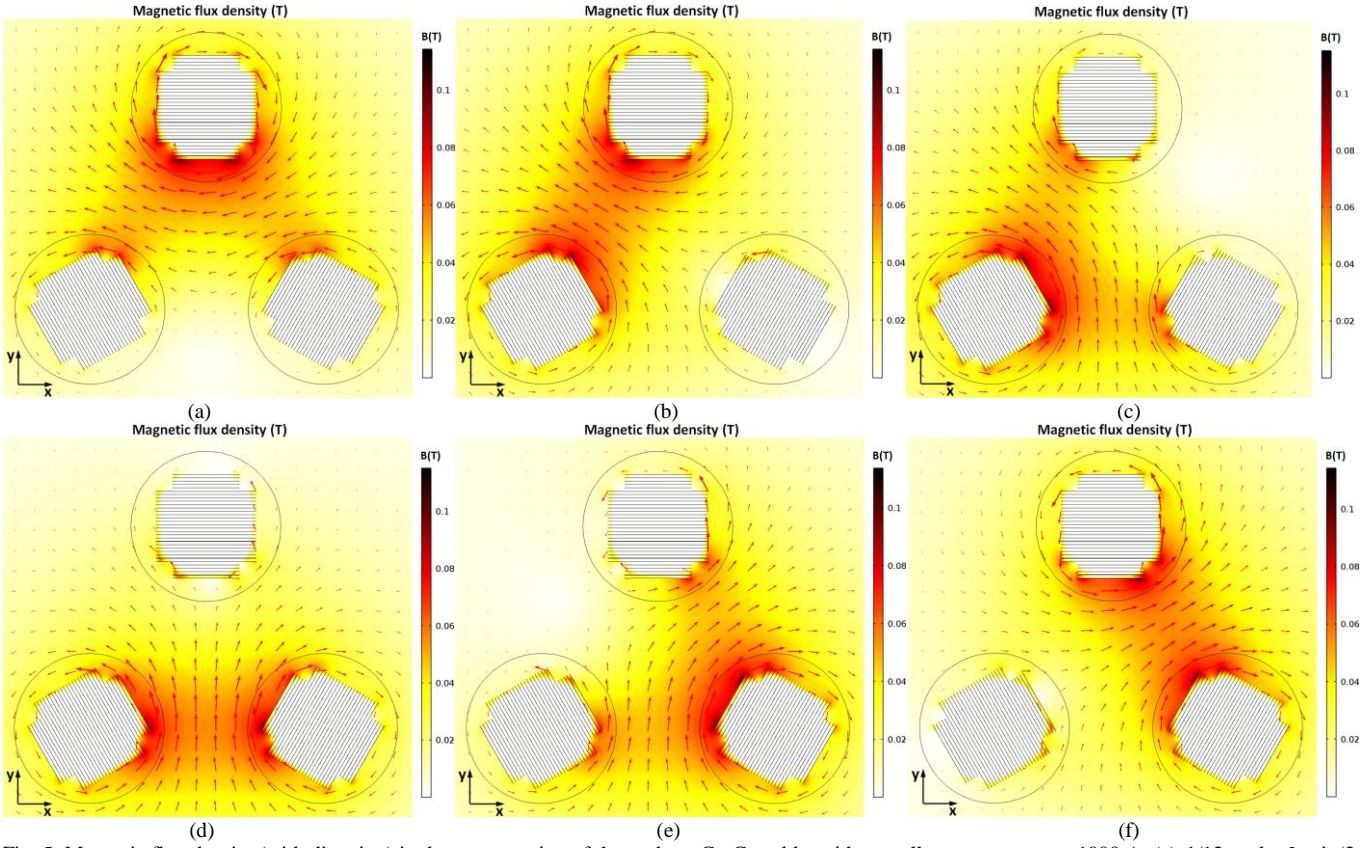 Magnetic flux density (T)
Magnetic flux density (T)
Magnetic flux density (T)
B(T)
0.1
0.08
0.06
0.04
0.02
y
x
B(T)
0.1
0.08
0.06
0.04
0.02
y
x
B(T)
0.1
0.08
0.06
0.04
0.02
y
x
(a)
(b)
(c)
Magnetic flux density (T)
Magnetic flux density (T)
Magnetic flux density (T)
B(T)
0.1
0.08
0.06
0.04
0.02
y
x
B(T)
0.1
0.08
0.06
0.04
0.02
y
x
B(T)
0.1
0.08
0.06
0.04
0.02
y
x
(d)
(e)
(f)